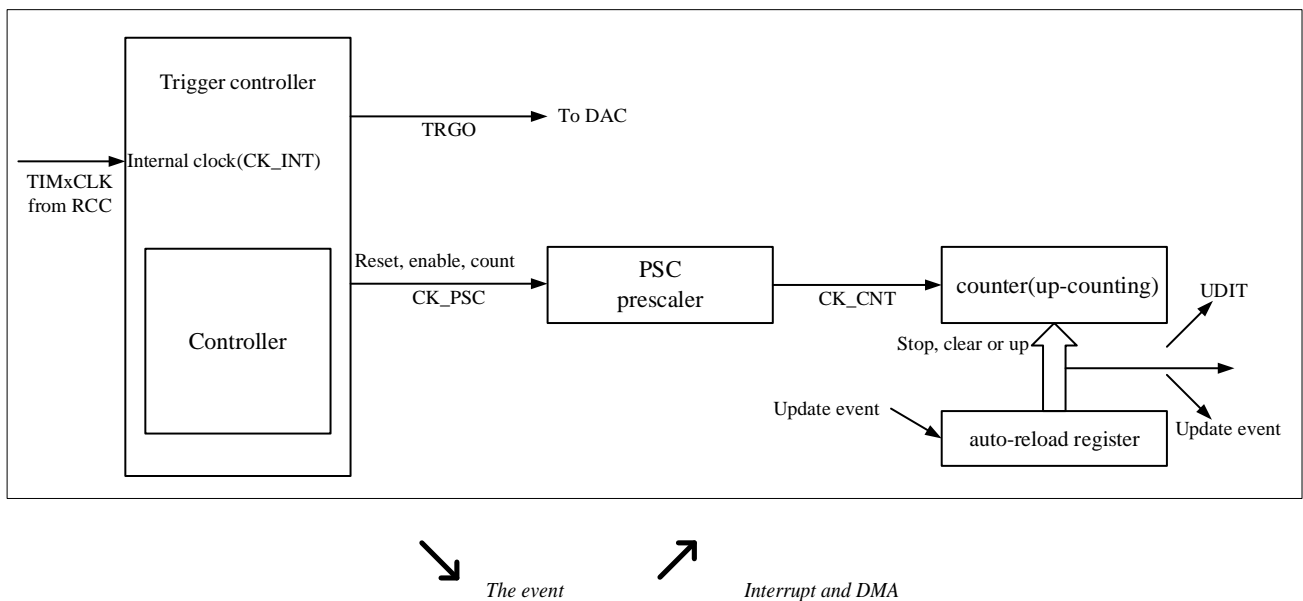 Trigger controller
TRGO
To DAC
Internal clock(CK_INT)
TIMxCLK
from RCC
Reset, enable, count
CK_PSC
PSC
prescaler
CK_CNT
counter(up-counting)
UDIT
Controller
Stop, clear or up
Update event
auto-reload register
Update event
The event
Interrupt and DMA